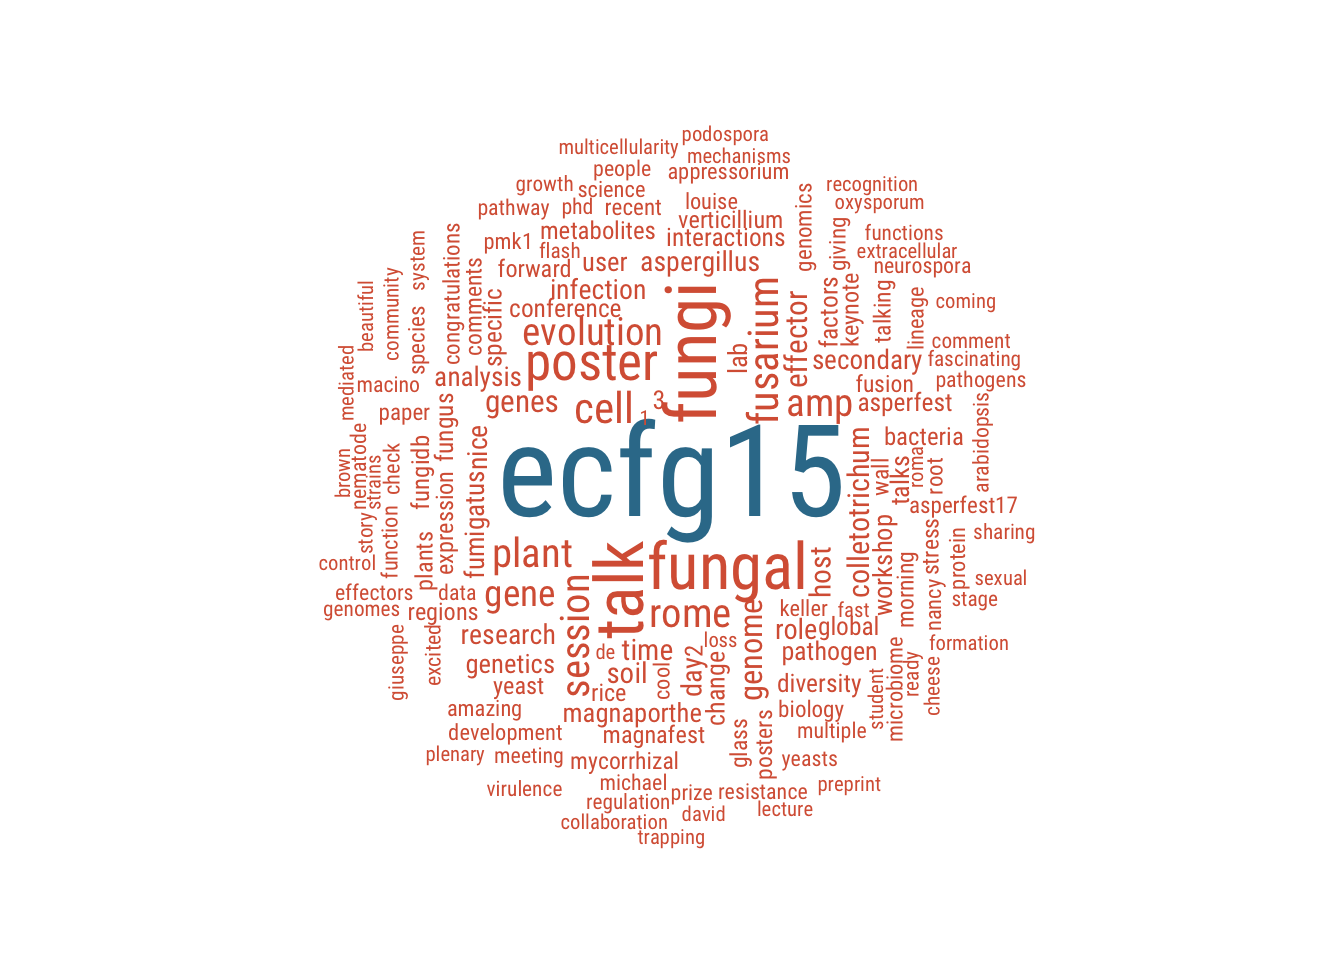 podospora
multicellularity
mechanisms
people
appressorium
growth
science
recognition
pathway
phd
recent
louise
oxysporum
verticillium
genomics
metabolites
interactions
giving
functions
pmk1
flash
extracellular
forward
user
aspergillus
neurospora
system
congratulations
comments
infection
factors
keynote
talking
lineage
coming
beautiful
community
species
specific
conference
evolution
fungi
fusarium
effector
poster
lab
secondary
comment
fascinating
mediated
macino
analysis
fusion
pathogens
paper
genes
cell
1
3
amp
asperfest
arabidopsis
brown
nematode
strains
check
fungidb
fungus
nice
ecfg15
bacteria
colletotrichum
wall
talks
roma
root
expression
fumigatus
asperfest17
story
function
plants
plant
talk
fungal
host
workshop
morning
stress
protein
sharing
control
effectors
data
gene
session
sexual
genomes
regions
rome
keller
fast
nancy
stage
giuseppe
excited
research
de
time
loss
genome
role
global
formation
genetics
soil
cool
day2
change
pathogen
microbiome
ready
cheese
yeast
rice
diversity
student
amazing
magnaporthe
biology
development
magnafest
glass
posters
multiple
plenary
meeting
mycorrhizal
yeasts
virulence
michael
prize
resistance
preprint
regulation
david
lecture
collaboration
trapping